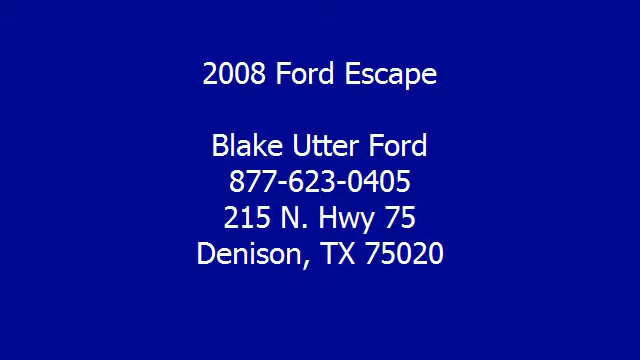 2008 Ford Escape
Blake Utter Ford
877-623-0405
215 N. Hwy 75
Denison, TX 75020